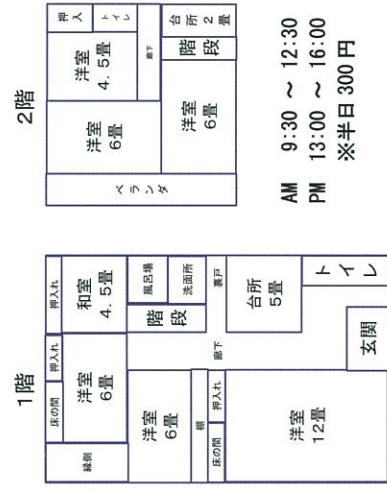 1階
押入れ
和室
4．5畳
床の間
押入れ
洋室
6畳
縁側
風呂場
洗面所
裏戸
階段
洋室
6畳
棚
廊下
台所
5畳
トイレ
床の間
押入れ
洋室
12畳
玄関
2階
押入
トイレ
洋室
4．5畳
廊下
台所2畳
階段
洋室
6畳
洋室
6畳
ベランダ
AM 9:30 ～ 12:30
PM 13:00 ～ 16:00
※半日 300 円